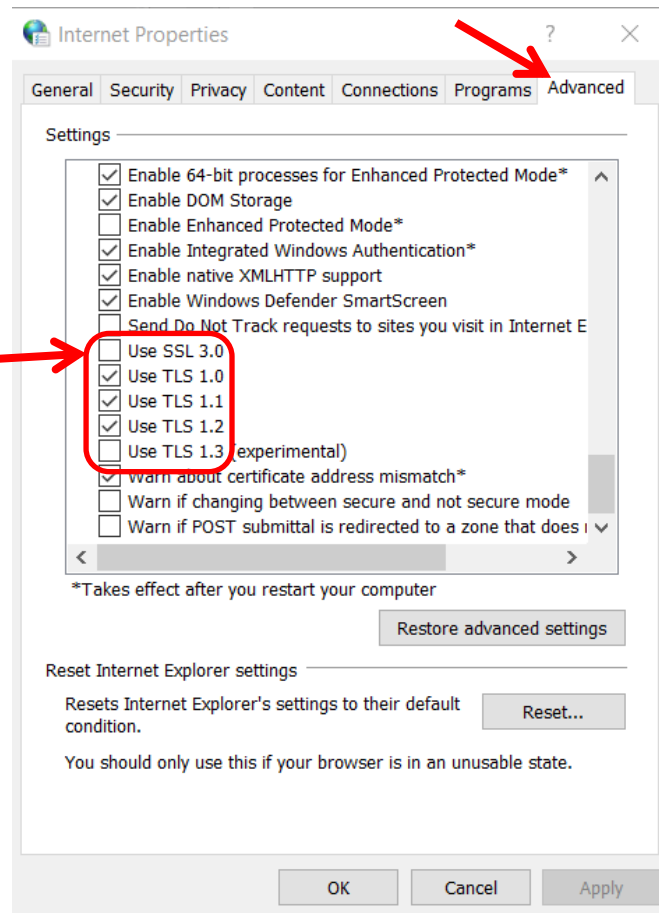 Internet Properties ?
General Security Privacy Content Connections Programs Advanced
Settings
Enable 64-bit processes for Enhanced Protected Mode*
Enable DOM Storage
Enable Enhanced Protected Mode*
Enable Integrated Windows Authentication*
Enable native XMLHTTP support
Enable Windows Defender SmartScreen
Send Do Not Track requests to sites you visit in Internet E
Use SSL 3.0
Use TLS 1.0
Use TLS 1.1
Use TLS 1.2
Use TLS 1.3 (experimental)
Warn about certificate address mismatch*
Warn if changing between secure and not secure mode
Warn if POST submittal is redirected to a zone that does
*Takes effect after you restart your computer
Restore advanced settings
Reset Internet Explorer settings
Resets Internet Explorer's settings to their default
condition.
Reset...
You should only use this if your browser is in an unusable state.
OK Cancel Apply